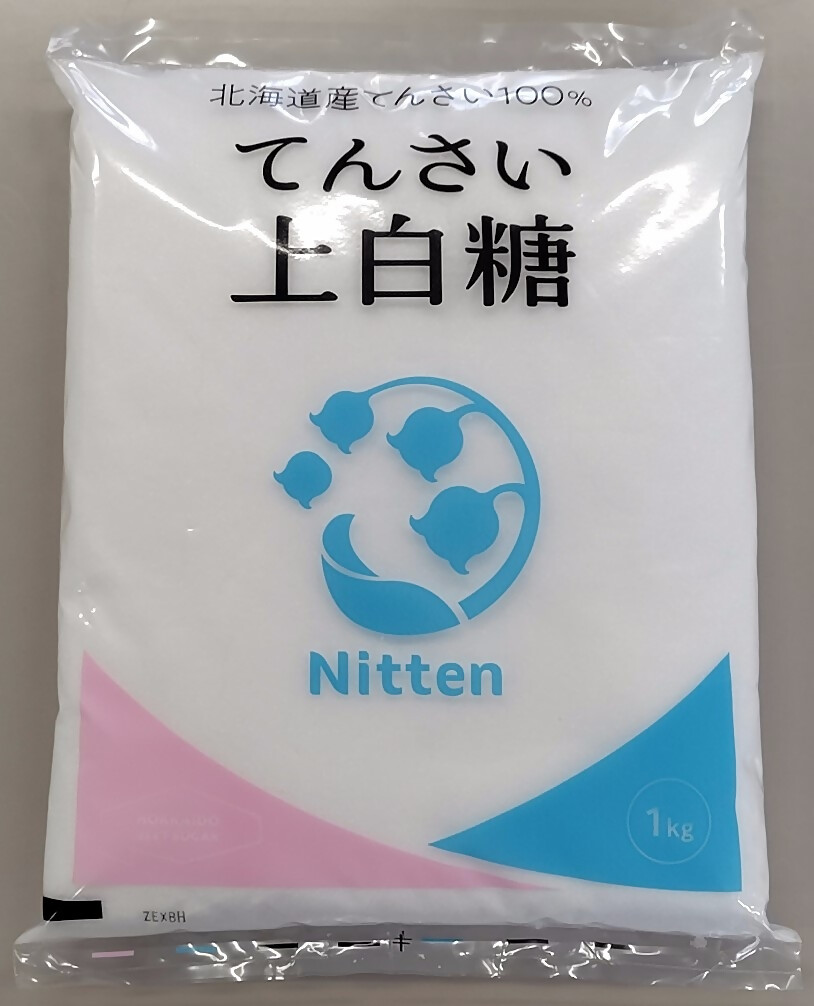 北海道産てんさい100%
てんさい
上白糖
Nitten
1kg
ZEXBH